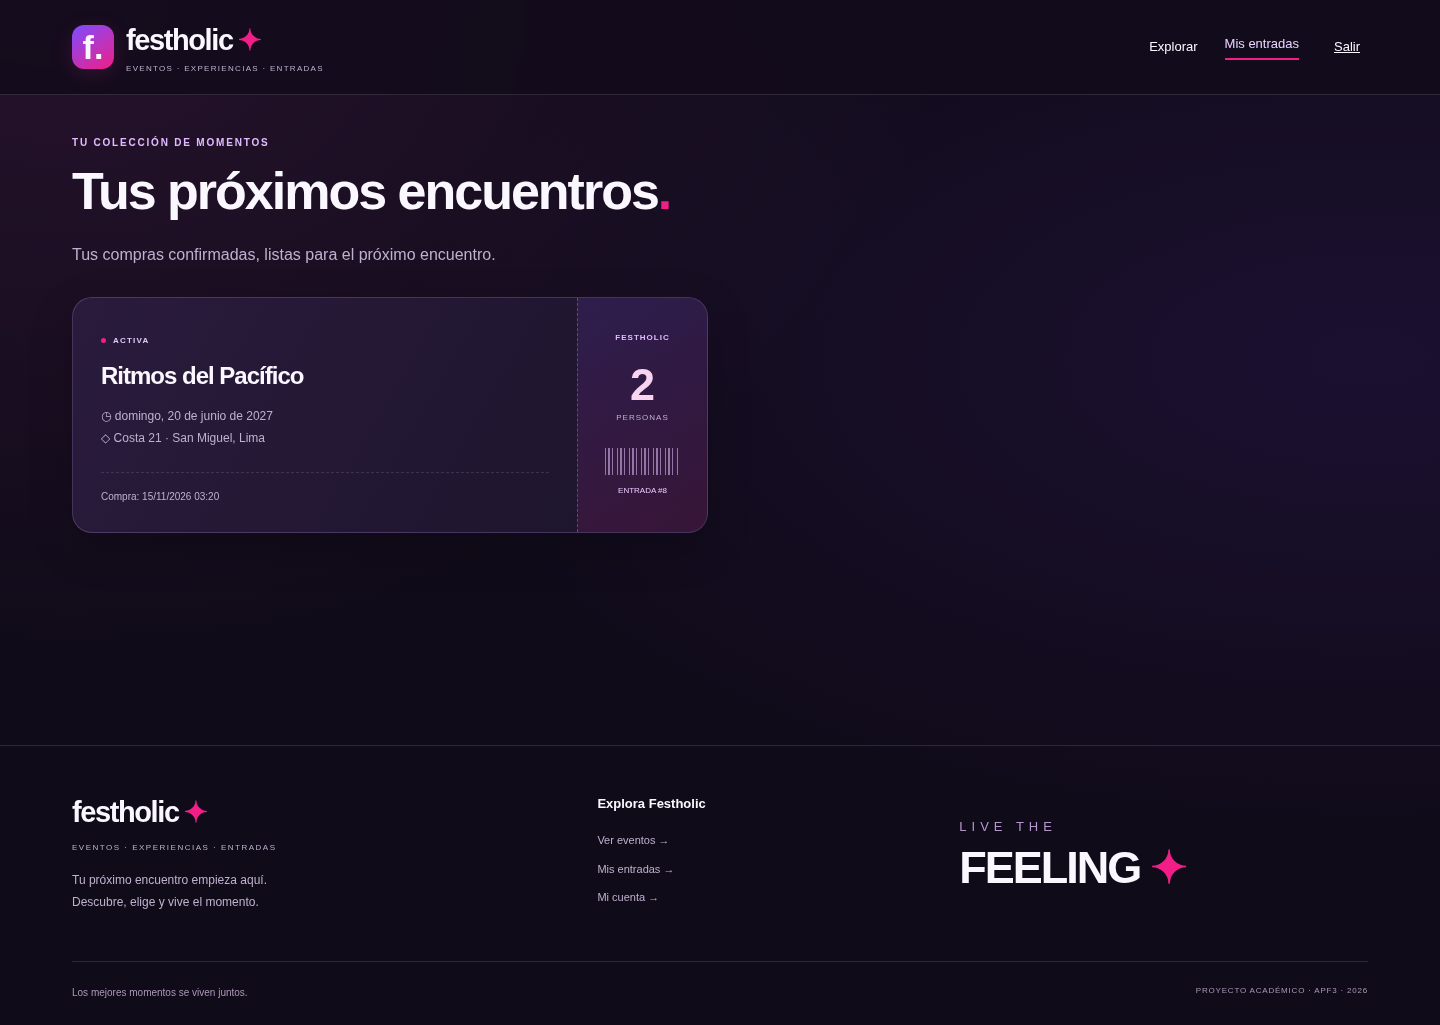 f.
festholic ✦
EVENTOS · EXPERIENCIAS · ENTRADAS
Explorar
Mis entradas
Salir
TU COLECCIÓN DE MOMENTOS
Tus próximos encuentros.
Tus compras confirmadas, listas para el próximo encuentro.
ACTIVA
Ritmos del Pacífico
◷ domingo, 20 de junio de 2027
◇ Costa 21 · San Miguel, Lima
Compra: 15/11/2026 03:20
FESTHOLIC
2
PERSONAS
ENTRADA #8
festholic ✦
EVENTOS · EXPERIENCIAS · ENTRADAS
Tu próximo encuentro empieza aquí.
Descubre, elige y vive el momento.
Explora Festholic
Ver eventos →
Mis entradas →
Mi cuenta →
LIVE THE
FEELING ✦
Los mejores momentos se viven juntos.
PROYECTO ACADÉMICO · APF3 · 2026